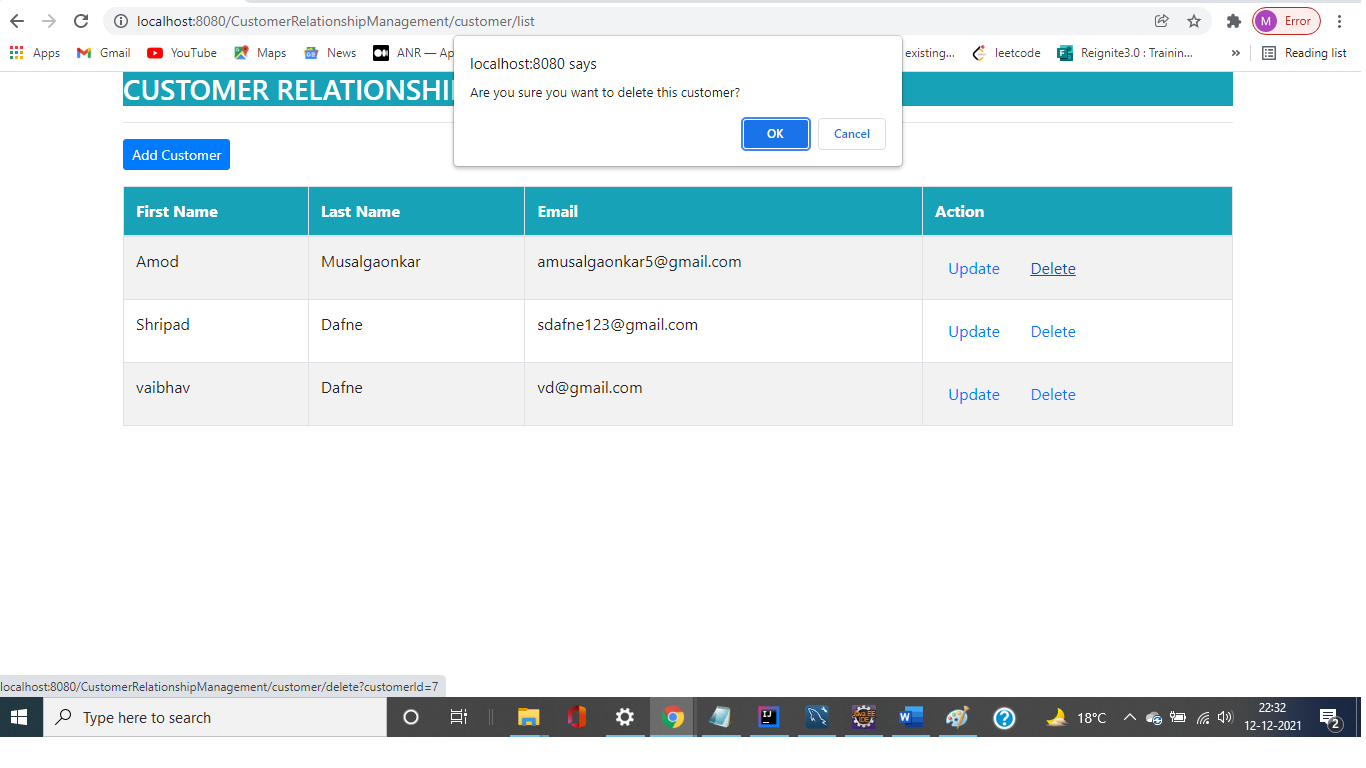 localhost:8080/CustomerRelationshipManagement/customer/list
M Error
Apps Gmail YouTube Maps News ANR — Ap existing... leetcode Reignite3.0 : Trainin... » Reading list
localhost:8080 says
Are you sure you want to delete this customer?
OK Cancel
CUSTOMER RELATIONSHI
Add Customer
First Name Last Name Email Action
Amod Musalgaonkar amusalgaonkar5@gmail.com Update Delete
Shripad Dafne sdafne123@gmail.com Update Delete
vaibhav Dafne vd@gmail.com Update Delete
localhost:8080/CustomerRelationshipManagement/customer/delete?customerId=7
Type here to search
18°C
22:32
12-12-2021
2